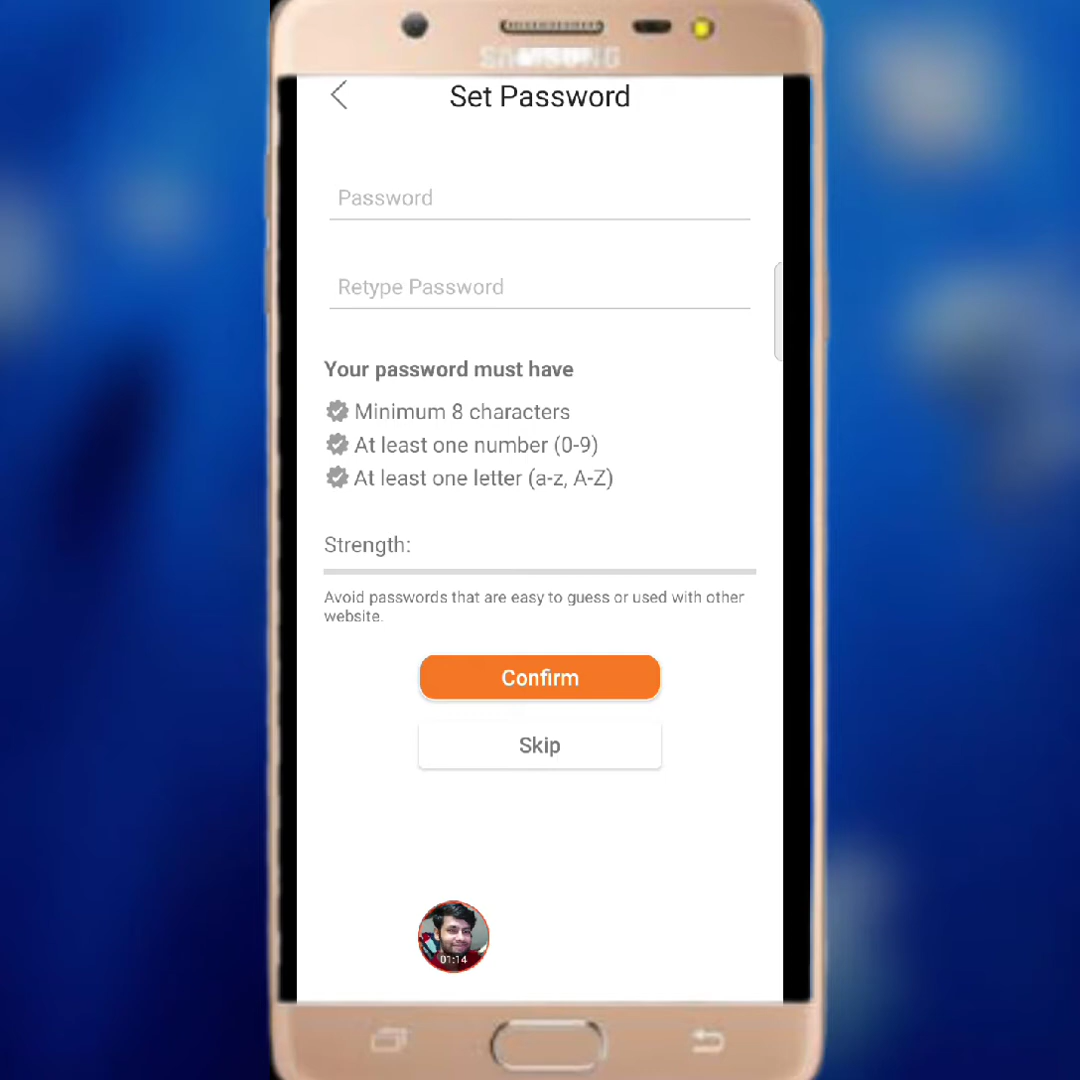 SAMSUNG
Set Password
Password
Retype Password
Your password must have
Minimum 8 characters
At least one number (0-9)
At least one letter (a-z, A-Z)
Strength:
Avoid passwords that are easy to guess or used with other
website.
Confirm
Skip
01:14